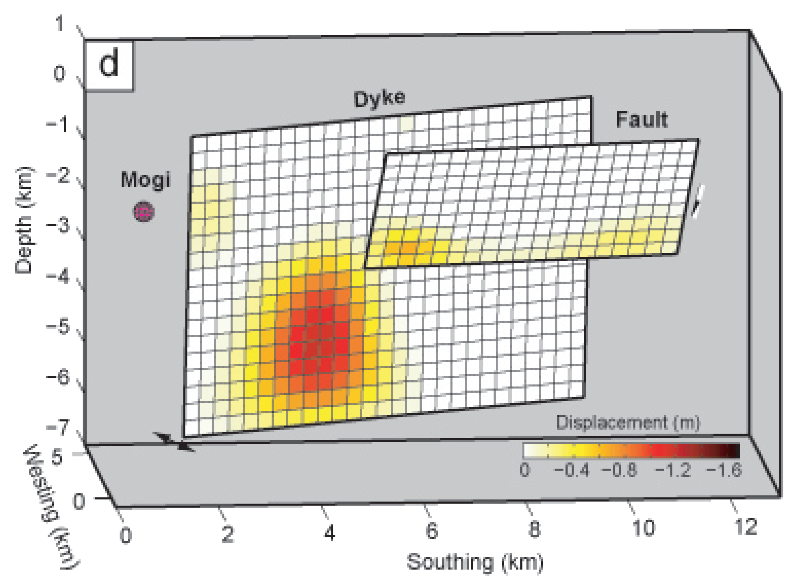 1
0
−1
−2
−3
−4
−5
−6
−7
Depth (km)
d
Dyke
Fault
Mogi
Displacement (m)
0 −0.4 −0.8 −1.2 −1.6
5
0
Westing (km)
0 2 4 6 8 10 12
Southing (km)